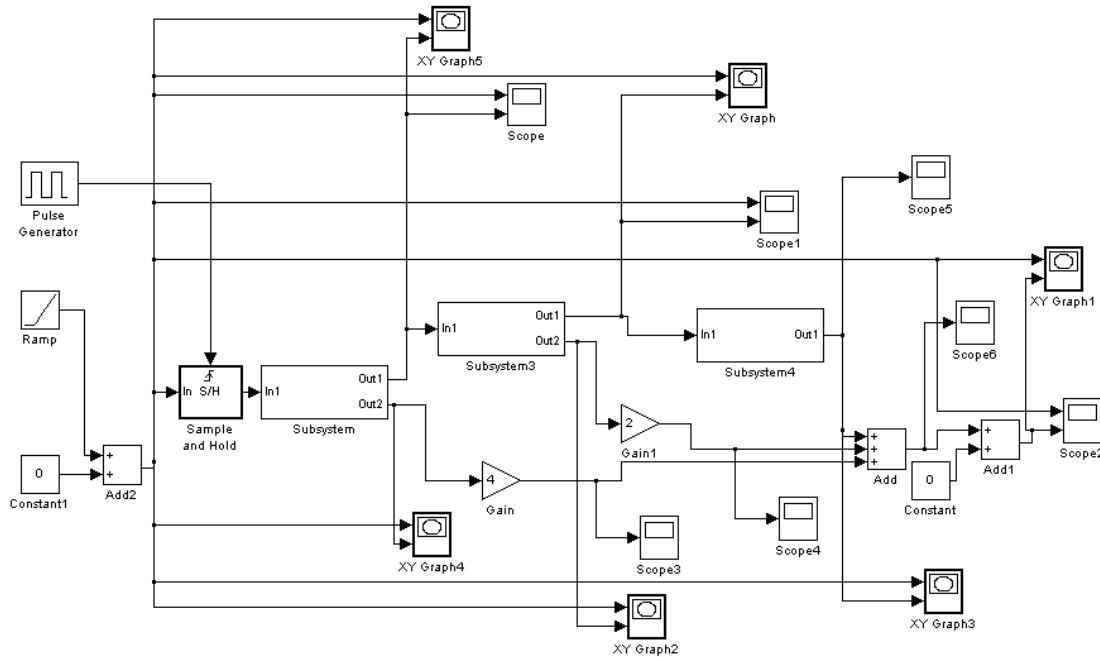 XY Graph5
XY Graph
Scope
Pulse
Generator
Scope5
Scope1
Ramp
XY Graph1
In1
Out1
Out2
Subsystem3
In1
Out1
Subsystem4
Scope6
In
S/H
Sample
and Hold
In1
Out1
Out2
Subsystem
2
Gain1
+
+
+
Add
+
+
Add1
Scope2
0
Constant1
+
+
Add2
4
Gain
0
Constant
XY Graph4
Scope3
Scope4
XY Graph2
XY Graph3